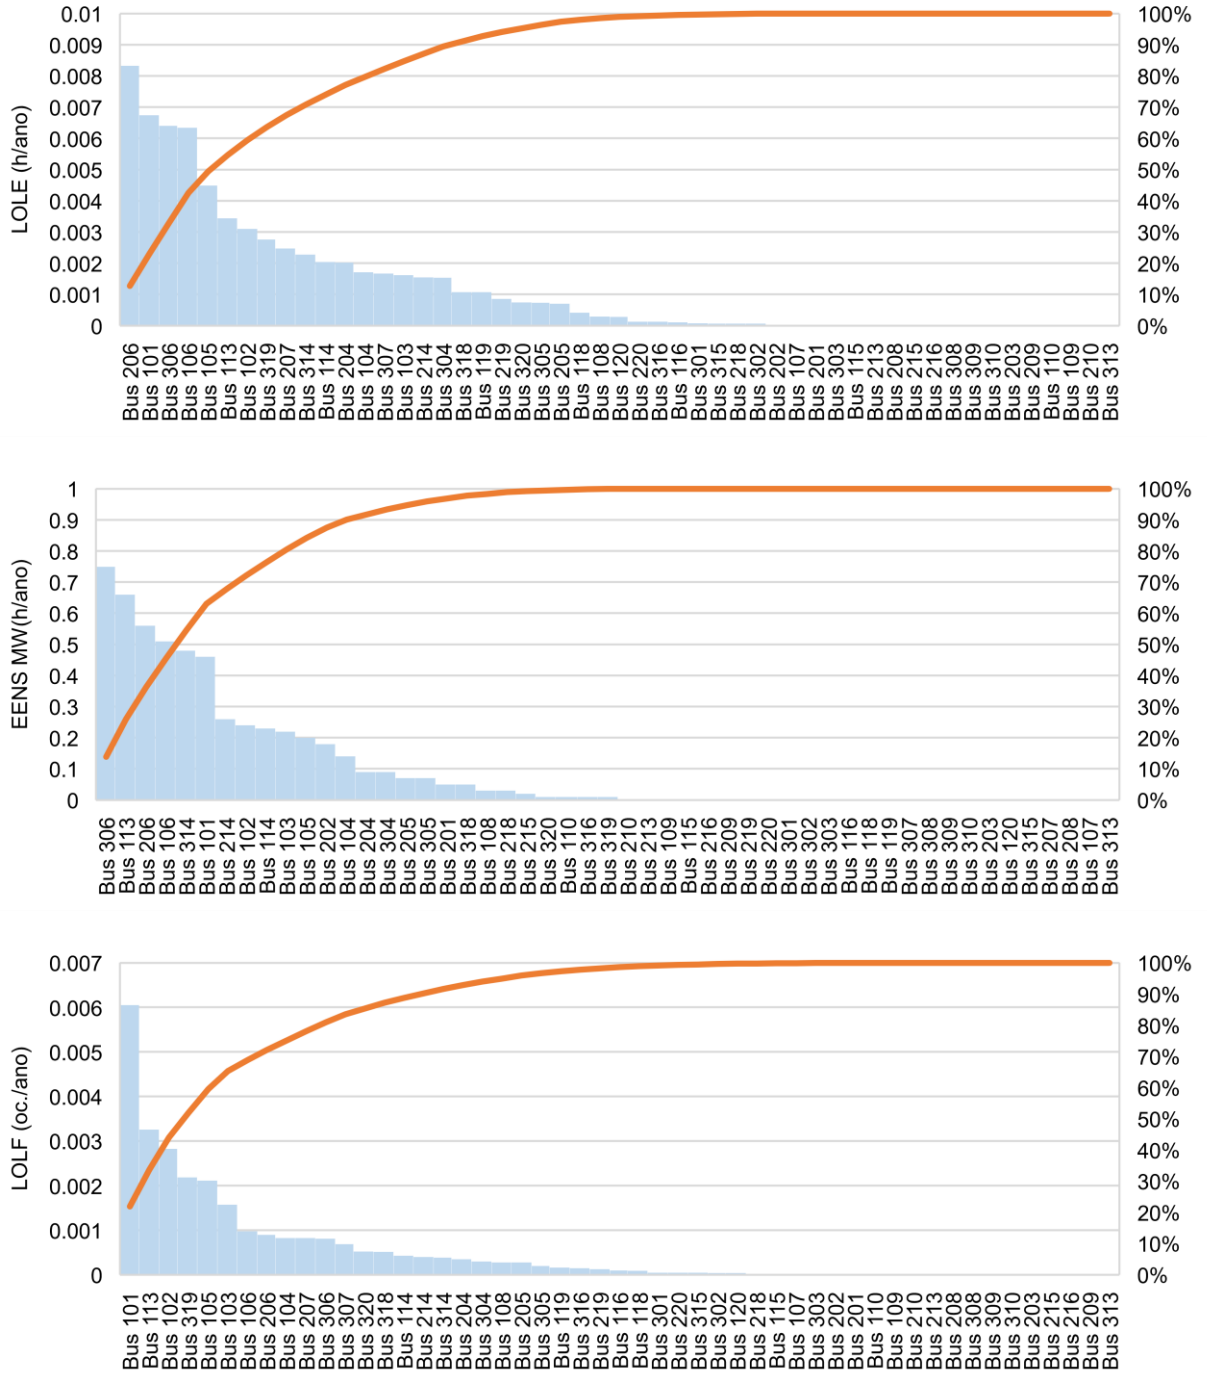 LOLE (h/ano)
0.01
0.009
0.008
0.007
0.006
0.005
0.004
0.003
0.002
0.001
0
100%
90%
80%
70%
60%
50%
40%
30%
20%
10%
0%
Bus 206
Bus 101
Bus 306
Bus 106
Bus 105
Bus 113
Bus 102
Bus 319
Bus 207
Bus 314
Bus 114
Bus 204
Bus 104
Bus 307
Bus 103
Bus 214
Bus 304
Bus 318
Bus 119
Bus 219
Bus 320
Bus 305
Bus 205
Bus 118
Bus 108
Bus 120
Bus 220
Bus 316
Bus 116
Bus 301
Bus 315
Bus 218
Bus 302
Bus 202
Bus 107
Bus 201
Bus 303
Bus 115
Bus 213
Bus 208
Bus 215
Bus 216
Bus 308
Bus 309
Bus 310
Bus 203
Bus 209
Bus 110
Bus 109
Bus 210
Bus 313
EENS MW(h/ano)
1
0.9
0.8
0.7
0.6
0.5
0.4
0.3
0.2
0.1
0
100%
90%
80%
70%
60%
50%
40%
30%
20%
10%
0%
Bus 306
Bus 113
Bus 206
Bus 106
Bus 314
Bus 101
Bus 214
Bus 102
Bus 114
Bus 103
Bus 105
Bus 202
Bus 104
Bus 204
Bus 304
Bus 205
Bus 305
Bus 201
Bus 318
Bus 108
Bus 218
Bus 215
Bus 320
Bus 110
Bus 316
Bus 319
Bus 210
Bus 213
Bus 109
Bus 115
Bus 216
Bus 209
Bus 219
Bus 220
Bus 301
Bus 302
Bus 303
Bus 116
Bus 118
Bus 119
Bus 307
Bus 308
Bus 309
Bus 310
Bus 203
Bus 120
Bus 315
Bus 207
Bus 208
Bus 107
Bus 313
LOLF (oc./ano)
0.007
0.006
0.005
0.004
0.003
0.002
0.001
0
100%
90%
80%
70%
60%
50%
40%
30%
20%
10%
0%
Bus 101
Bus 113
Bus 102
Bus 319
Bus 105
Bus 103
Bus 106
Bus 206
Bus 104
Bus 207
Bus 306
Bus 307
Bus 320
Bus 318
Bus 114
Bus 214
Bus 314
Bus 204
Bus 304
Bus 108
Bus 205
Bus 305
Bus 119
Bus 316
Bus 219
Bus 116
Bus 118
Bus 301
Bus 220
Bus 315
Bus 302
Bus 120
Bus 218
Bus 115
Bus 107
Bus 303
Bus 202
Bus 201
Bus 110
Bus 109
Bus 210
Bus 213
Bus 208
Bus 308
Bus 309
Bus 310
Bus 203
Bus 215
Bus 216
Bus 209
Bus 313